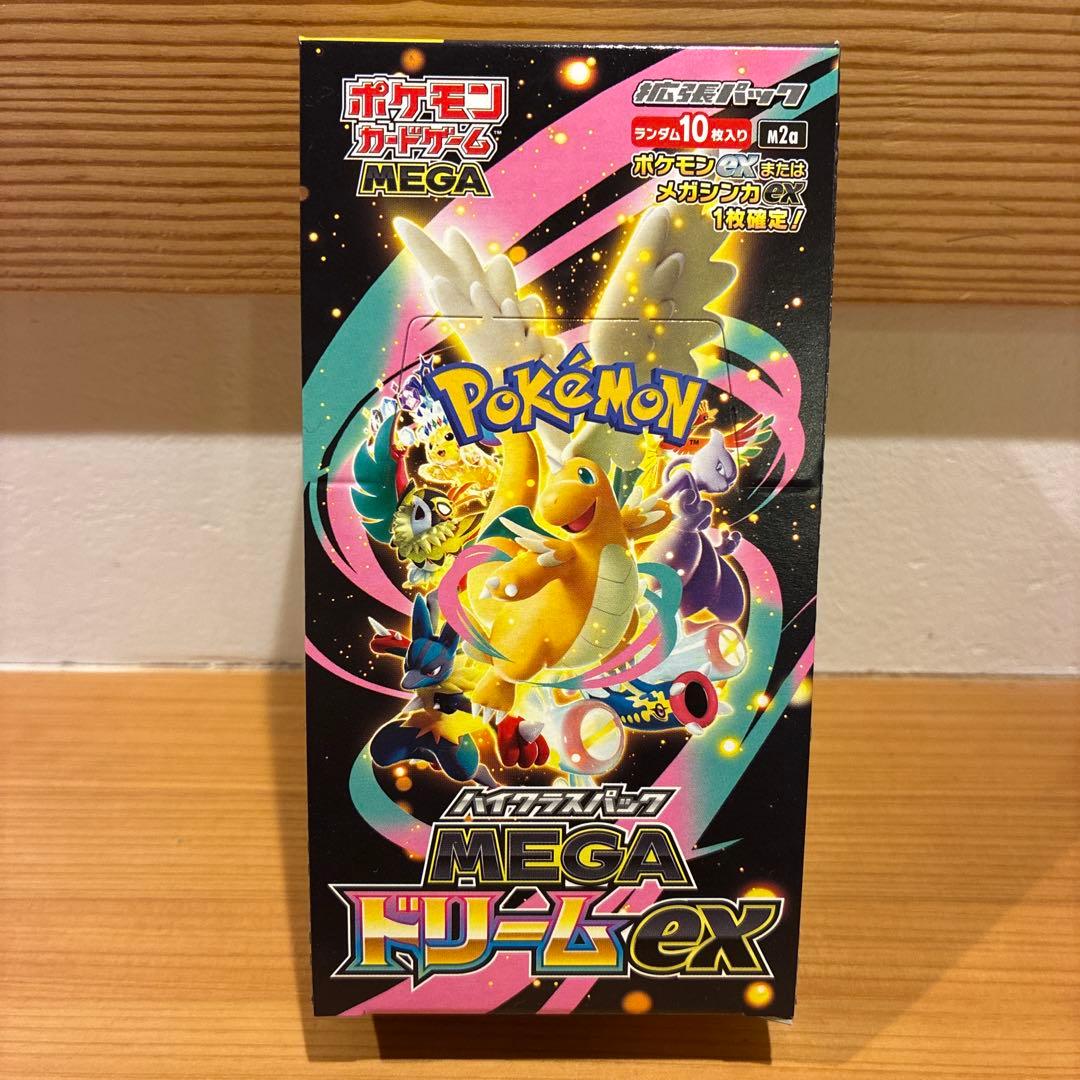 ポケモン
カードゲーム™
MEGA
拡張パック
ランダム10枚入り M2a
ポケモンexまたは
メガシンカex
1枚確定!
POKéMON™
ハイクラスパック
MEGA
ドリームex